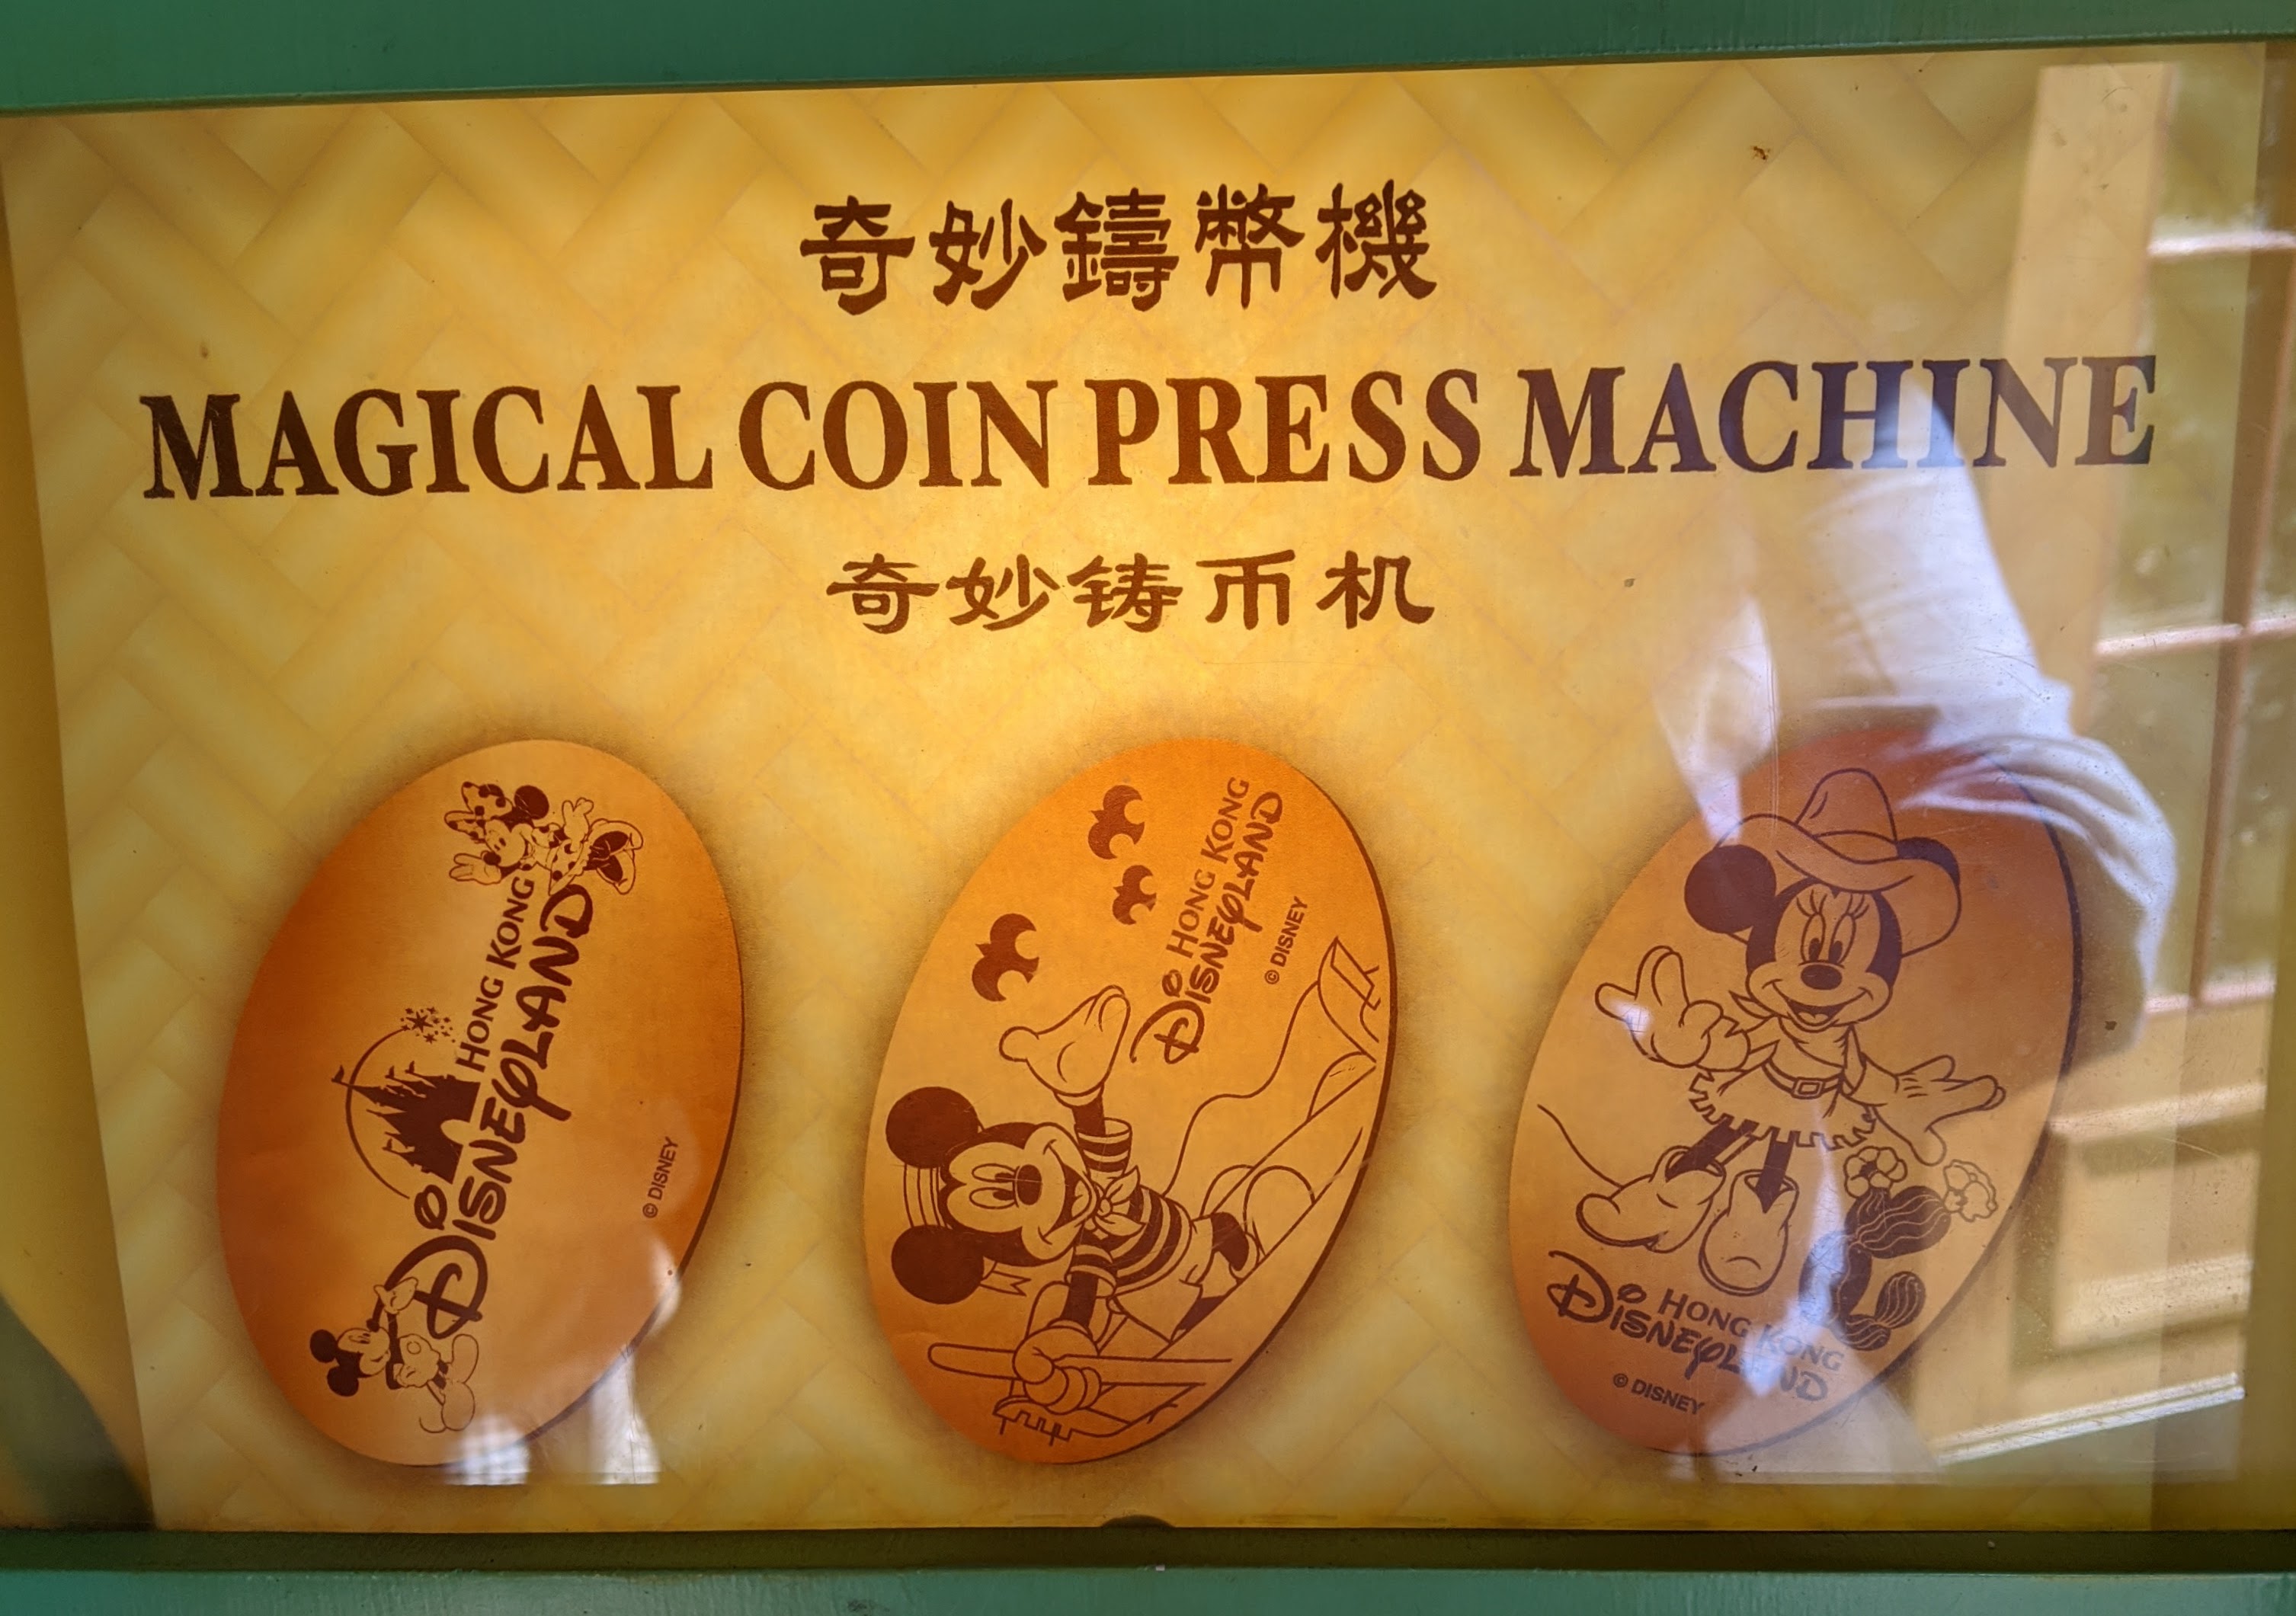 奇妙鑄幣機
MAGICAL COIN PRESS MACHINE
奇妙铸币机
HONG KONG
DISNEYLAND
© DISNEY
HONG KONG
DISNEYLAND
© DISNEY
HONG KONG
DISNEYLAND
© DISNEY